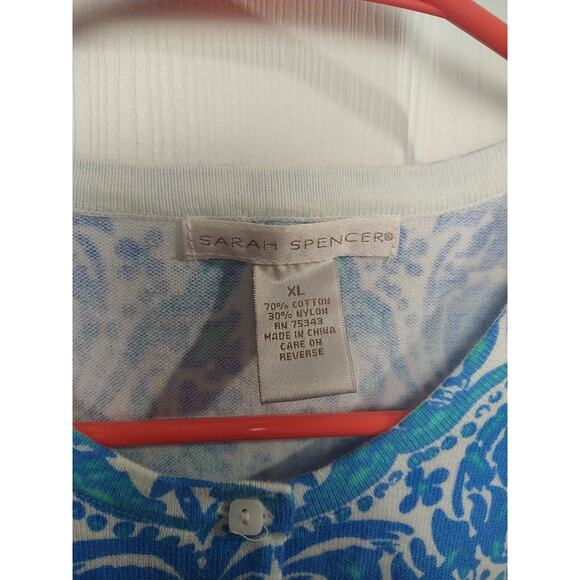 SARAH SPENCER®
XL
70% COTTON
30% NYLON
RN 75343
MADE IN CHINA
CARE ON
REVERSE